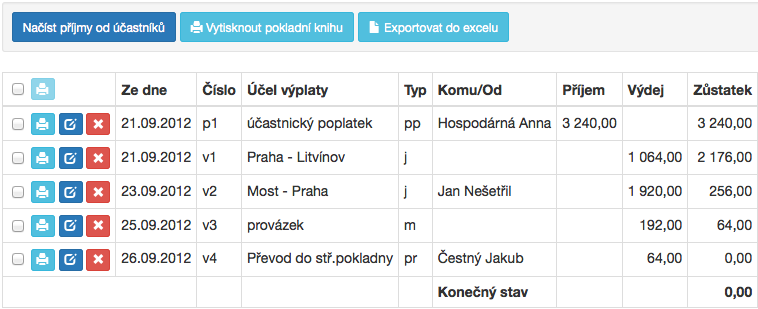 Načíst příjmy od účastníků Vytisknout pokladní knihu Exportovat do excelu
Ze dne Číslo Účel výplaty Typ Komu/Od Příjem Výdej Zůstatek
21.09.2012 p1 účastnický poplatek pp Hospodárná Anna 3 240,00 3 240,00
21.09.2012 v1 Praha - Litvínov j 1 064,00 2 176,00
23.09.2012 v2 Most - Praha j Jan Nešetřil 1 920,00 256,00
25.09.2012 v3 provázek m 192,00 64,00
26.09.2012 v4 Převod do stř.pokladny pr Čestný Jakub 64,00 0,00
Konečný stav 0,00